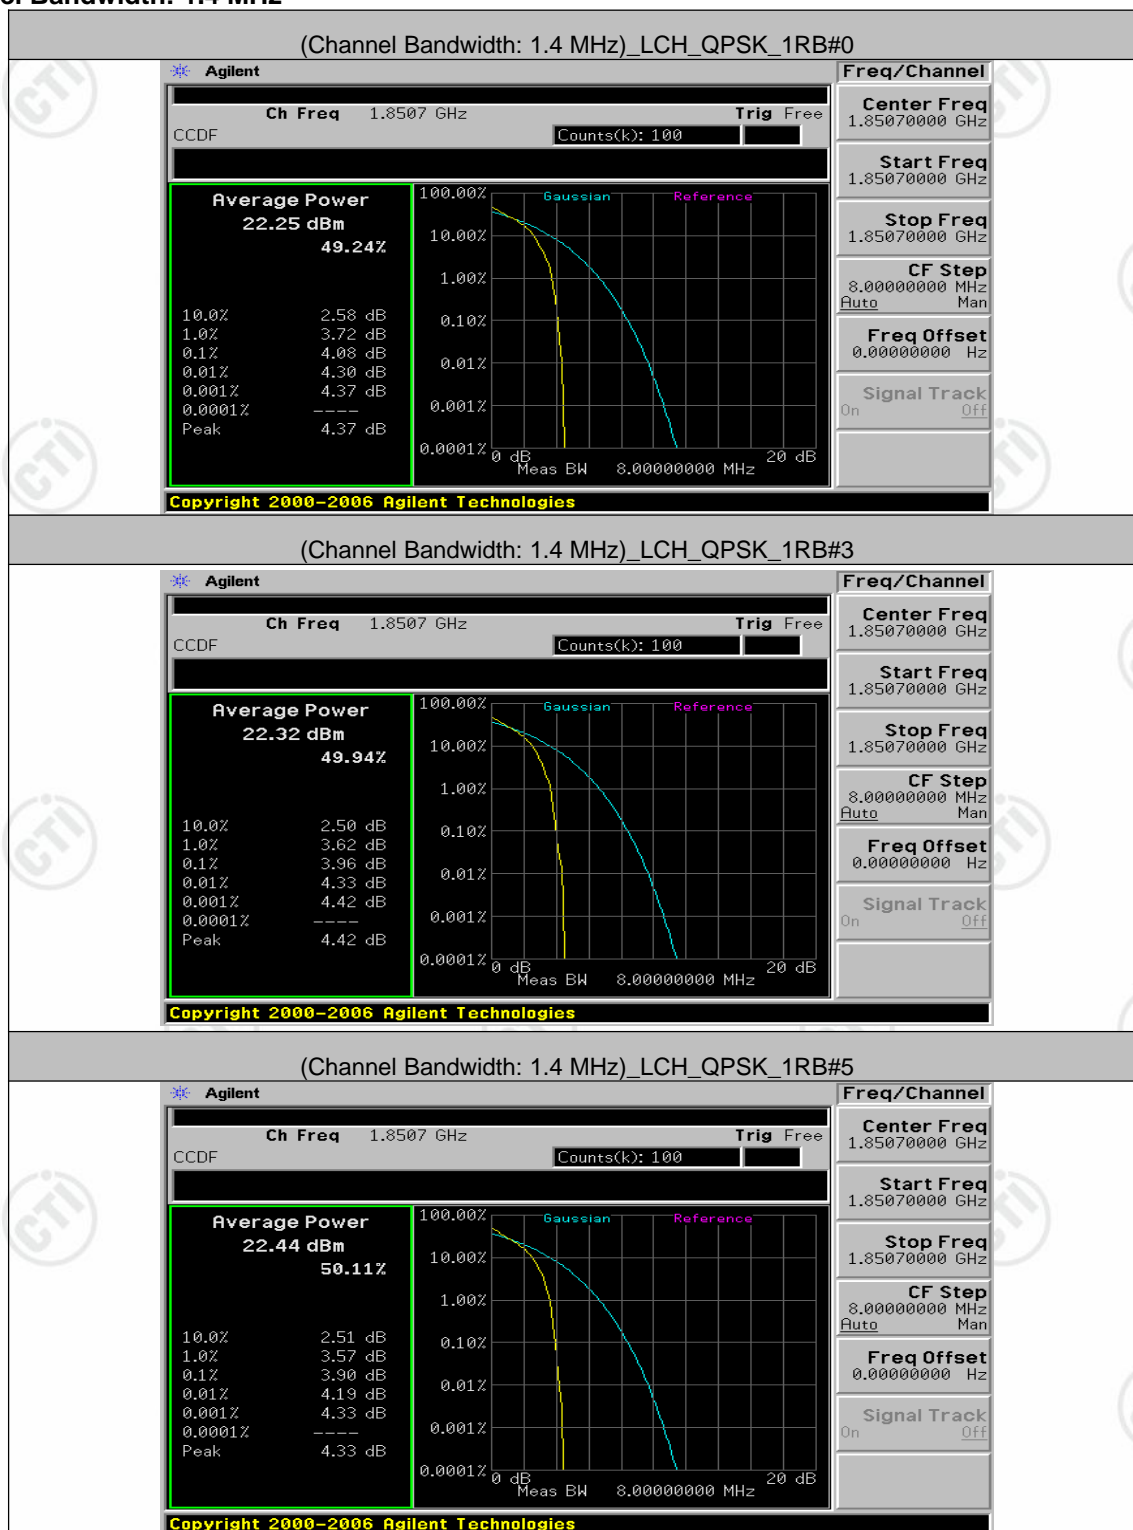 (Channel Bandwidth: 1.4 MHz)_LCH_QPSK_1RB#0
Agilent
Freq/Channel
Ch Freq 1.8507 GHz Trig Free
CCDF Counts(k): 100
Center Freq
1.85070000 GHz
Start Freq
1.85070000 GHz
Stop Freq
1.85070000 GHz
CF Step
8.00000000 MHz
Auto Man
Freq Offset
0.00000000 Hz
Signal Track
On Off
Average Power
22.25 dBm
49.24%
10.0% 2.58 dB
1.0% 3.72 dB
0.1% 4.08 dB
0.01% 4.30 dB
0.001% 4.37 dB
0.0001% ----
Peak 4.37 dB
Gaussian Reference
100.00%
10.00%
1.00%
0.10%
0.01%
0.001%
0.0001%
0 dB 20 dB
Meas BW 8.00000000 MHz
Copyright 2000-2006 Agilent Technologies
(Channel Bandwidth: 1.4 MHz)_LCH_QPSK_1RB#3
Agilent
Freq/Channel
Ch Freq 1.8507 GHz Trig Free
CCDF Counts(k): 100
Center Freq
1.85070000 GHz
Start Freq
1.85070000 GHz
Stop Freq
1.85070000 GHz
CF Step
8.00000000 MHz
Auto Man
Freq Offset
0.00000000 Hz
Signal Track
On Off
Average Power
22.32 dBm
49.94%
10.0% 2.50 dB
1.0% 3.62 dB
0.1% 3.96 dB
0.01% 4.33 dB
0.001% 4.42 dB
0.0001% ----
Peak 4.42 dB
Gaussian Reference
100.00%
10.00%
1.00%
0.10%
0.01%
0.001%
0.0001%
0 dB 20 dB
Meas BW 8.00000000 MHz
Copyright 2000-2006 Agilent Technologies
(Channel Bandwidth: 1.4 MHz)_LCH_QPSK_1RB#5
Agilent
Freq/Channel
Ch Freq 1.8507 GHz Trig Free
CCDF Counts(k): 100
Center Freq
1.85070000 GHz
Start Freq
1.85070000 GHz
Stop Freq
1.85070000 GHz
CF Step
8.00000000 MHz
Auto Man
Freq Offset
0.00000000 Hz
Signal Track
On Off
Average Power
22.44 dBm
50.11%
10.0% 2.51 dB
1.0% 3.57 dB
0.1% 3.90 dB
0.01% 4.19 dB
0.001% 4.33 dB
0.0001% ----
Peak 4.33 dB
Gaussian Reference
100.00%
10.00%
1.00%
0.10%
0.01%
0.001%
0.0001%
0 dB 20 dB
Meas BW 8.00000000 MHz
Copyright 2000-2006 Agilent Technologies
CTI
CTI
CTI
CTI
CTI
CTI
CTI
CTI